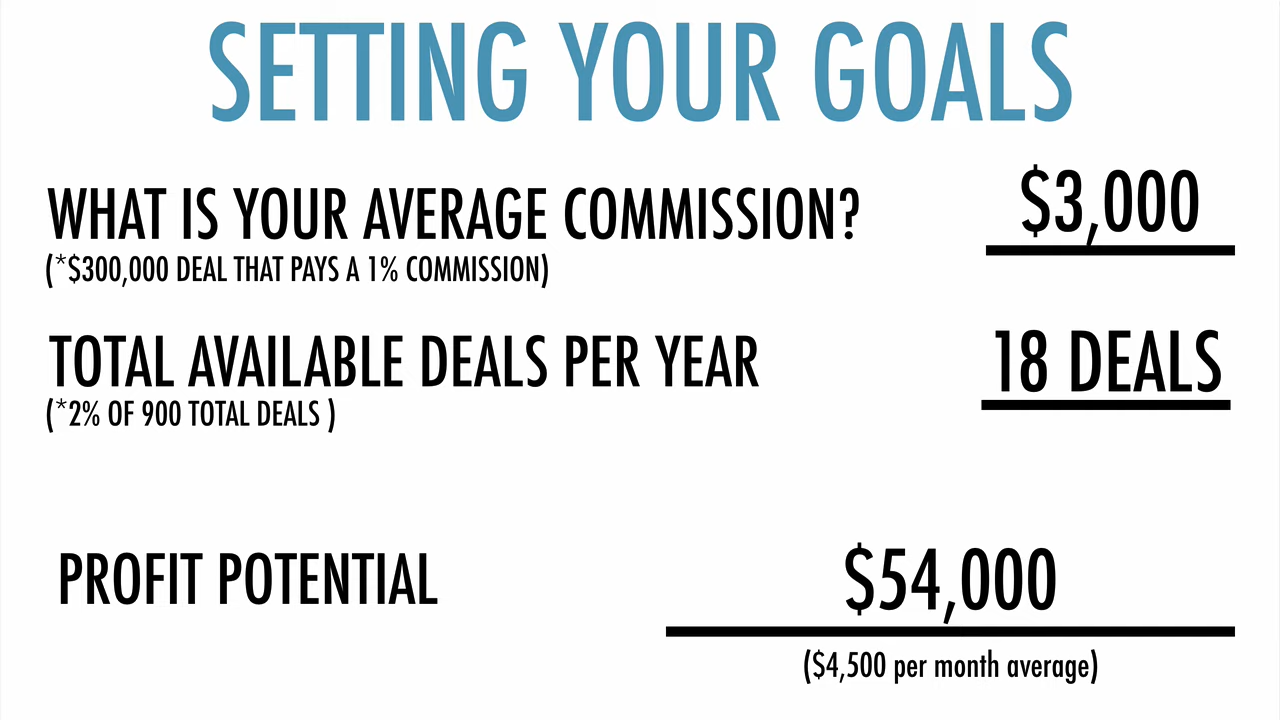 SETTING YOUR GOALS
WHAT IS YOUR AVERAGE COMMISSION? $3,000
(*$300,000 DEAL THAT PAYS A 1% COMMISSION)
TOTAL AVAILABLE DEALS PER YEAR 18 DEALS
(*2% OF 900 TOTAL DEALS )
PROFIT POTENTIAL $54,000
($4,500 per month average)